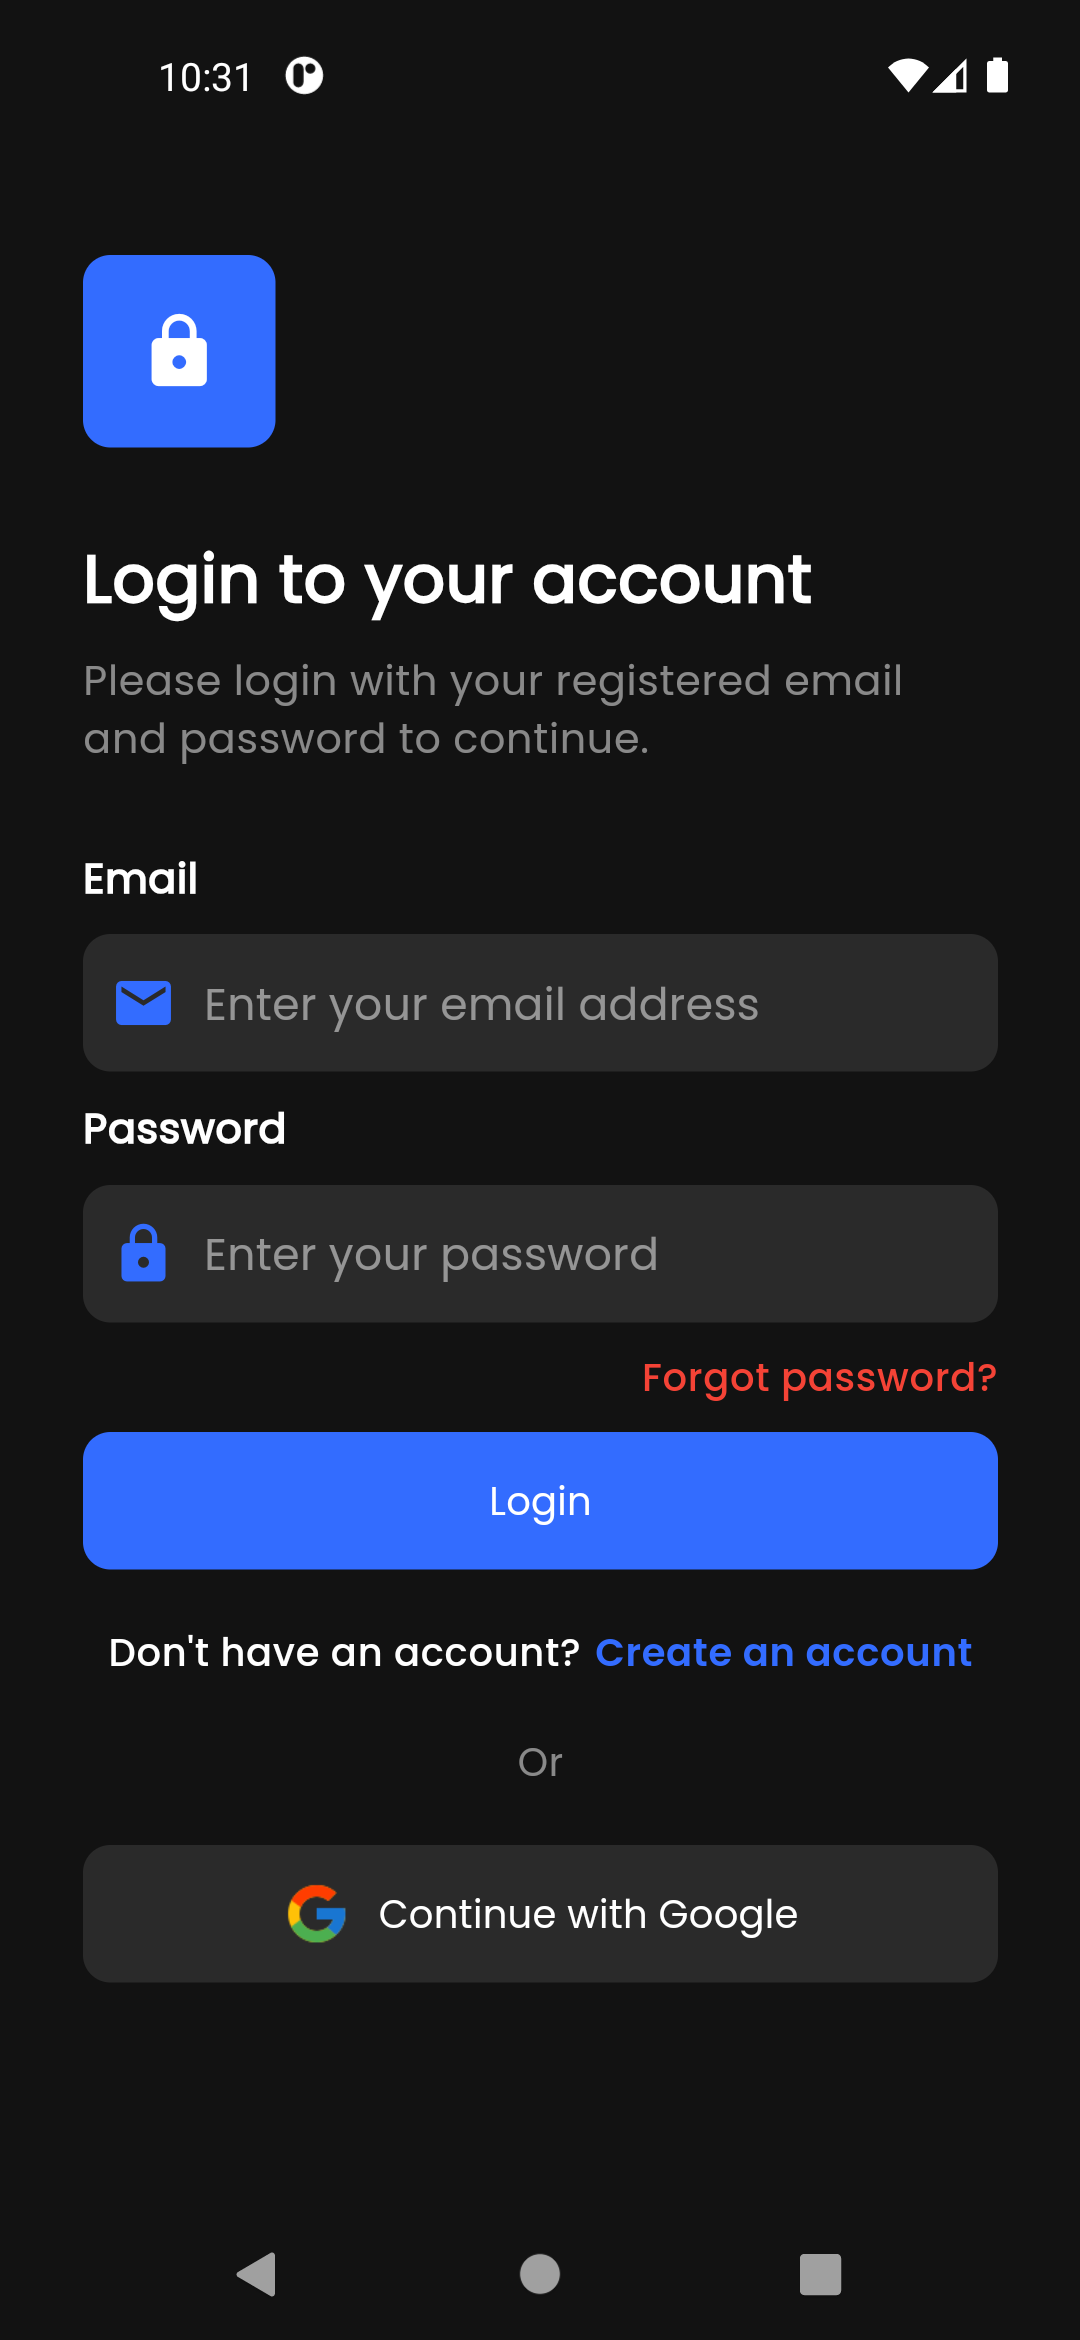 10:31
Login to your account
Please login with your registered email
and password to continue.
Email
Enter your email address
Password
Enter your password
Forgot password?
Login
Don't have an account? Create an account
Or
Continue with Google